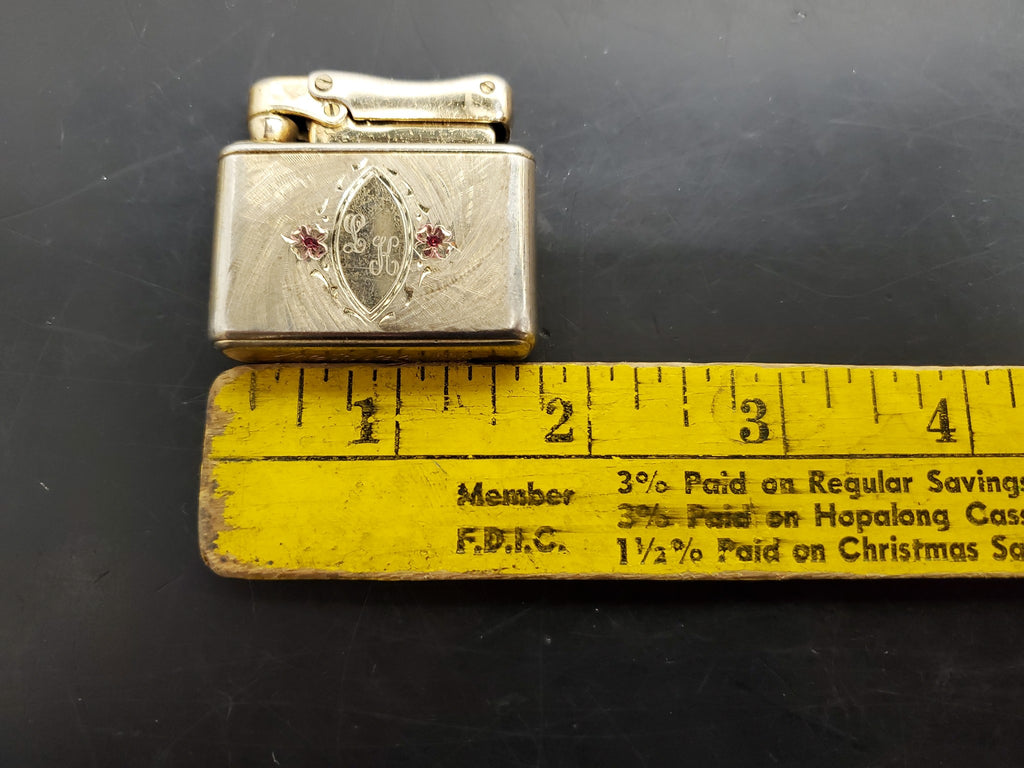 L H
1 2 3 4
Member
F.D.I.C.
3% Paid on Regular Savings
3% Paid on Hopalong Cass
1½% Paid on Christmas Sa